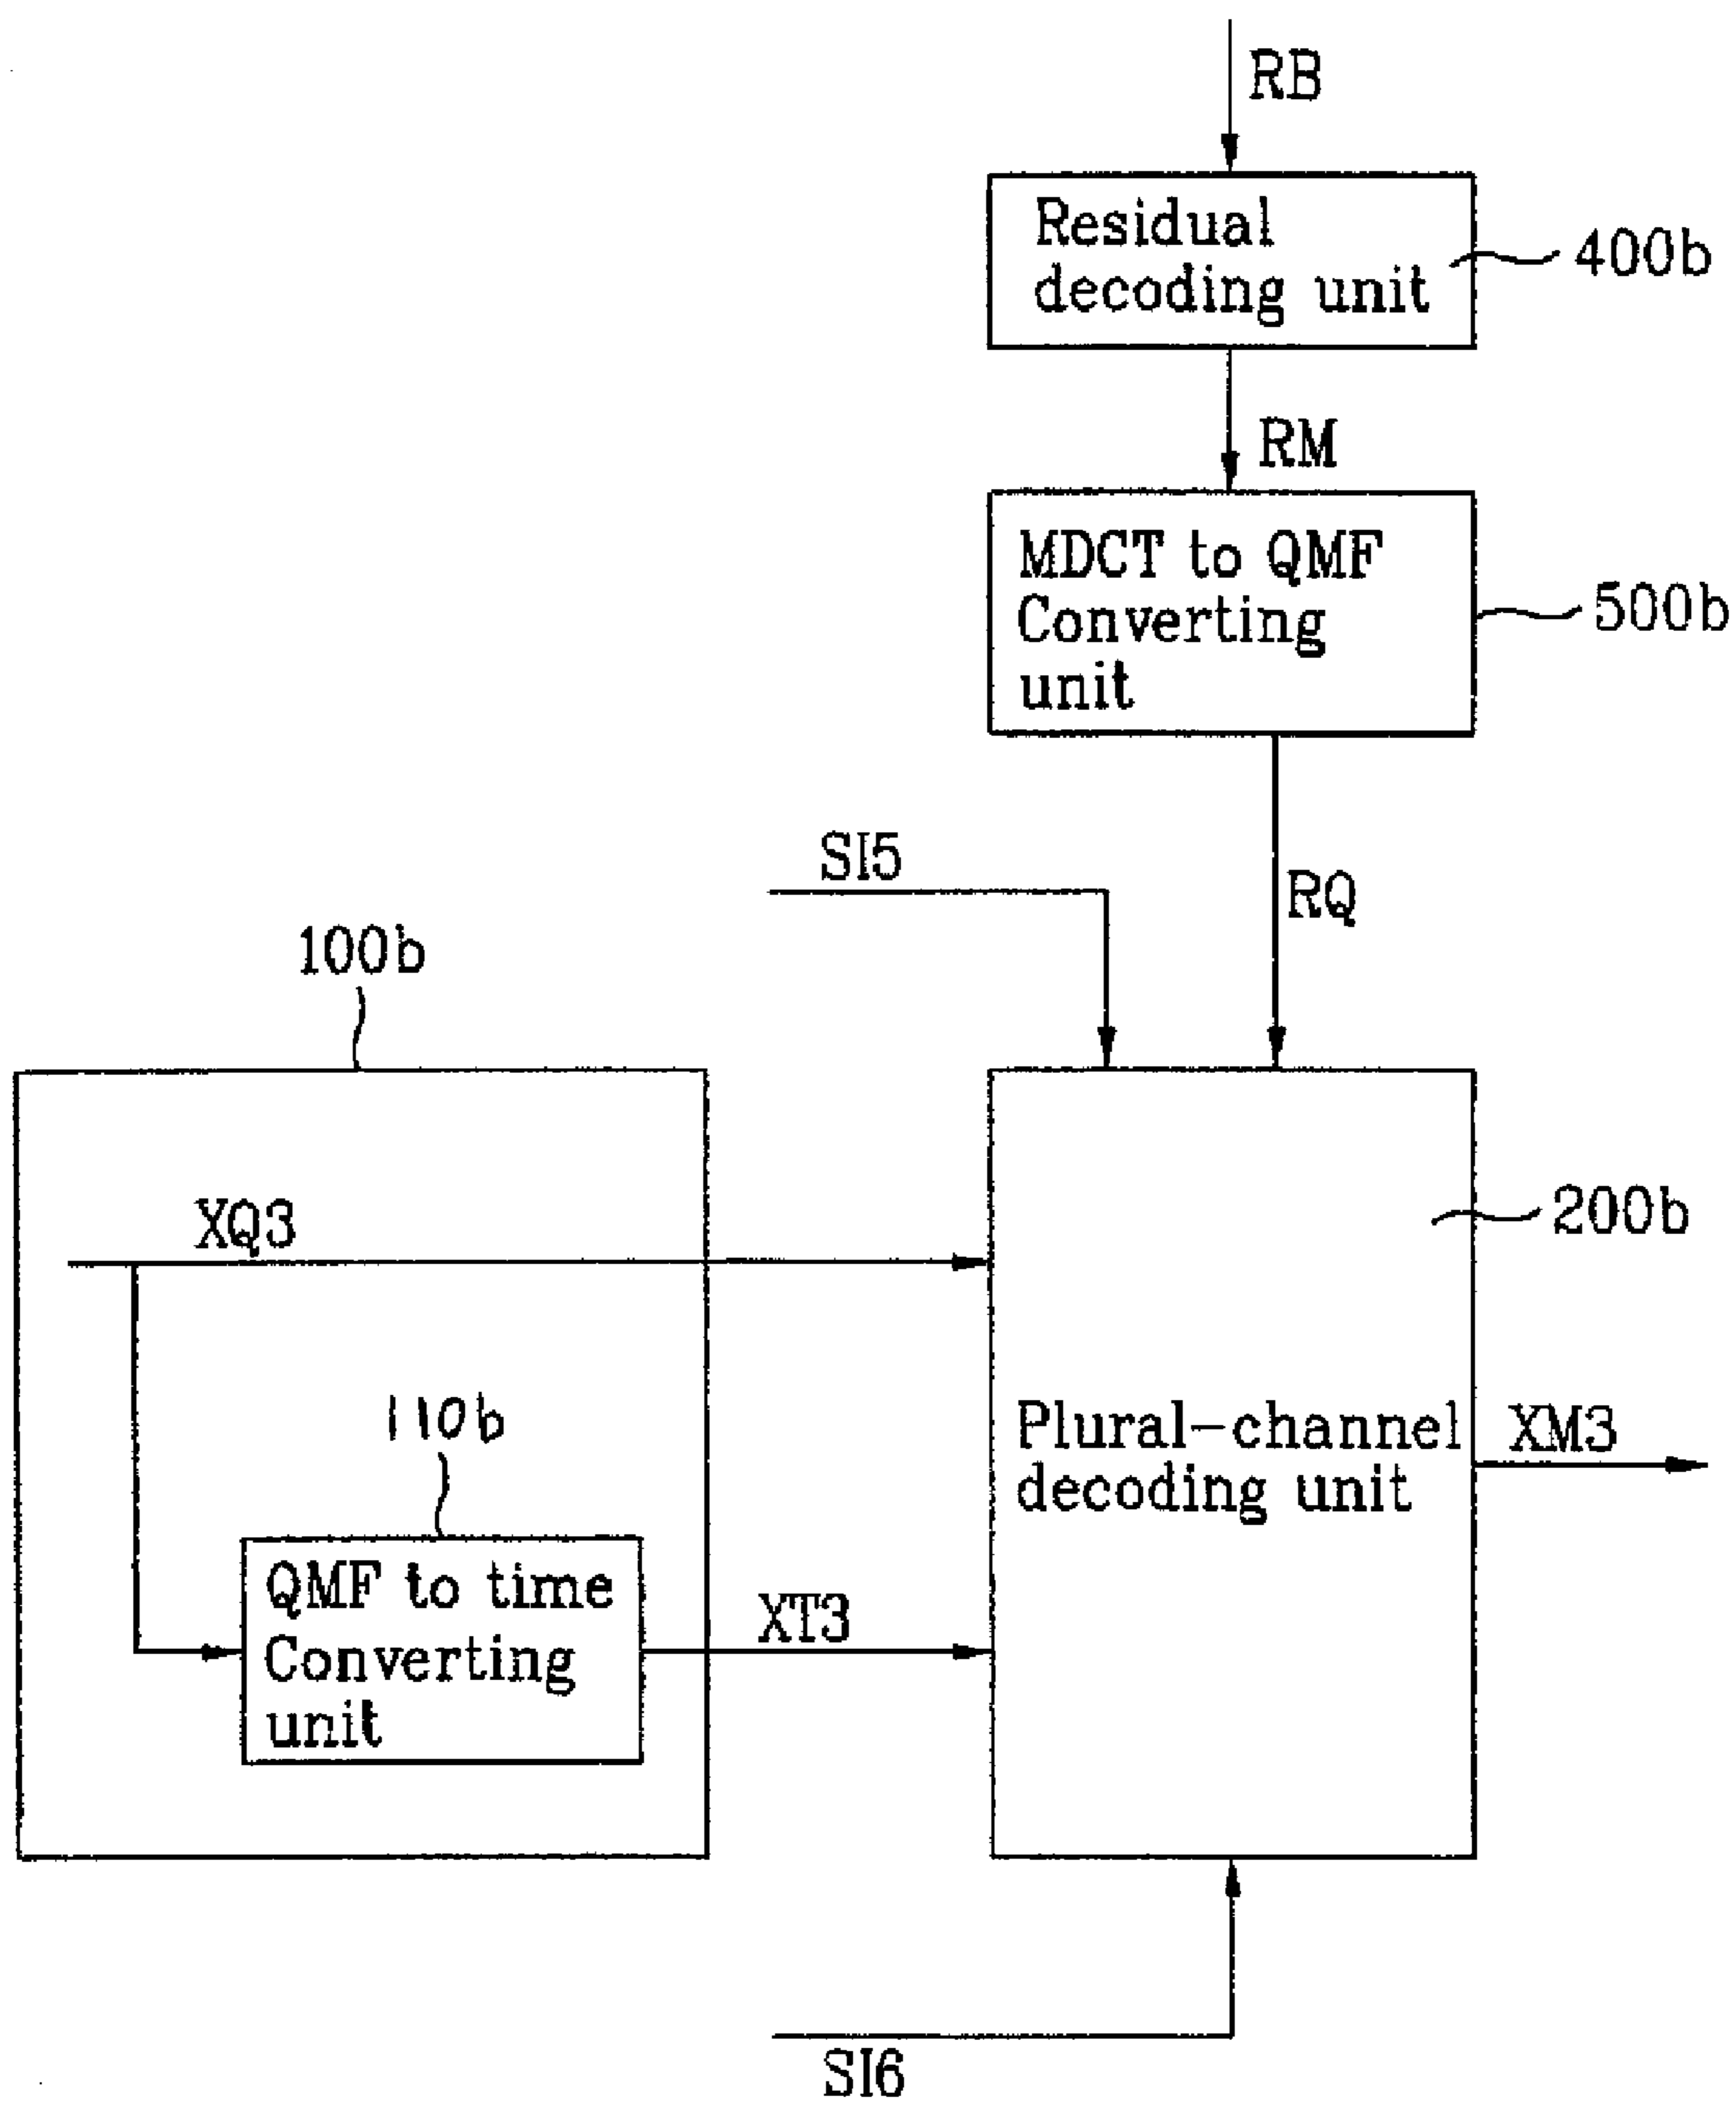 RB
Residual
decoding unit
400b
RM
MDCT to QMF
Converting
unit
500b
SI5
RQ
100b
XQ3
200b
110b
Plural-channel
decoding unit
XM3
QMF to time
Converting
unit
XT3
SI6